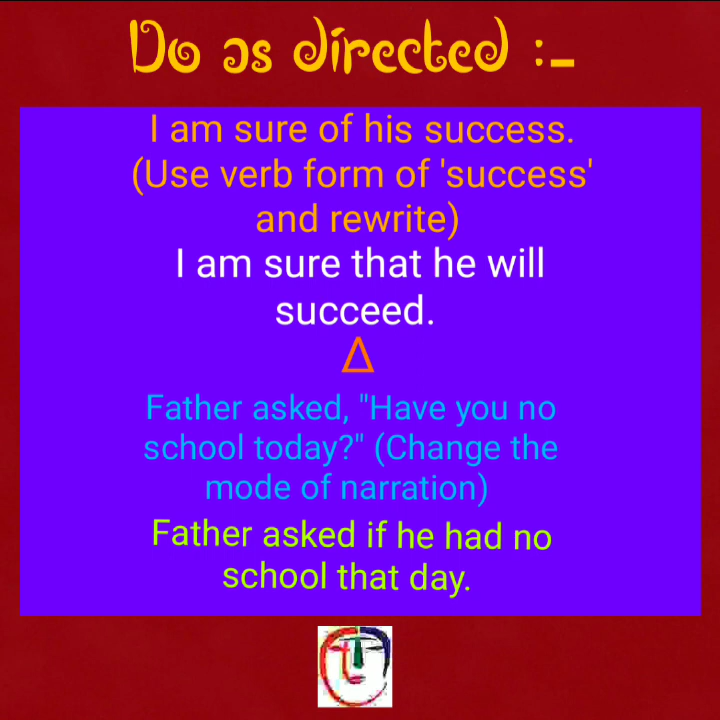 Do as directed :-
I am sure of his success.
(Use verb form of 'success'
and rewrite)
I am sure that he will
succeed.
Δ
Father asked, "Have you no
school today?" (Change the
mode of narration)
Father asked if he had no
school that day.